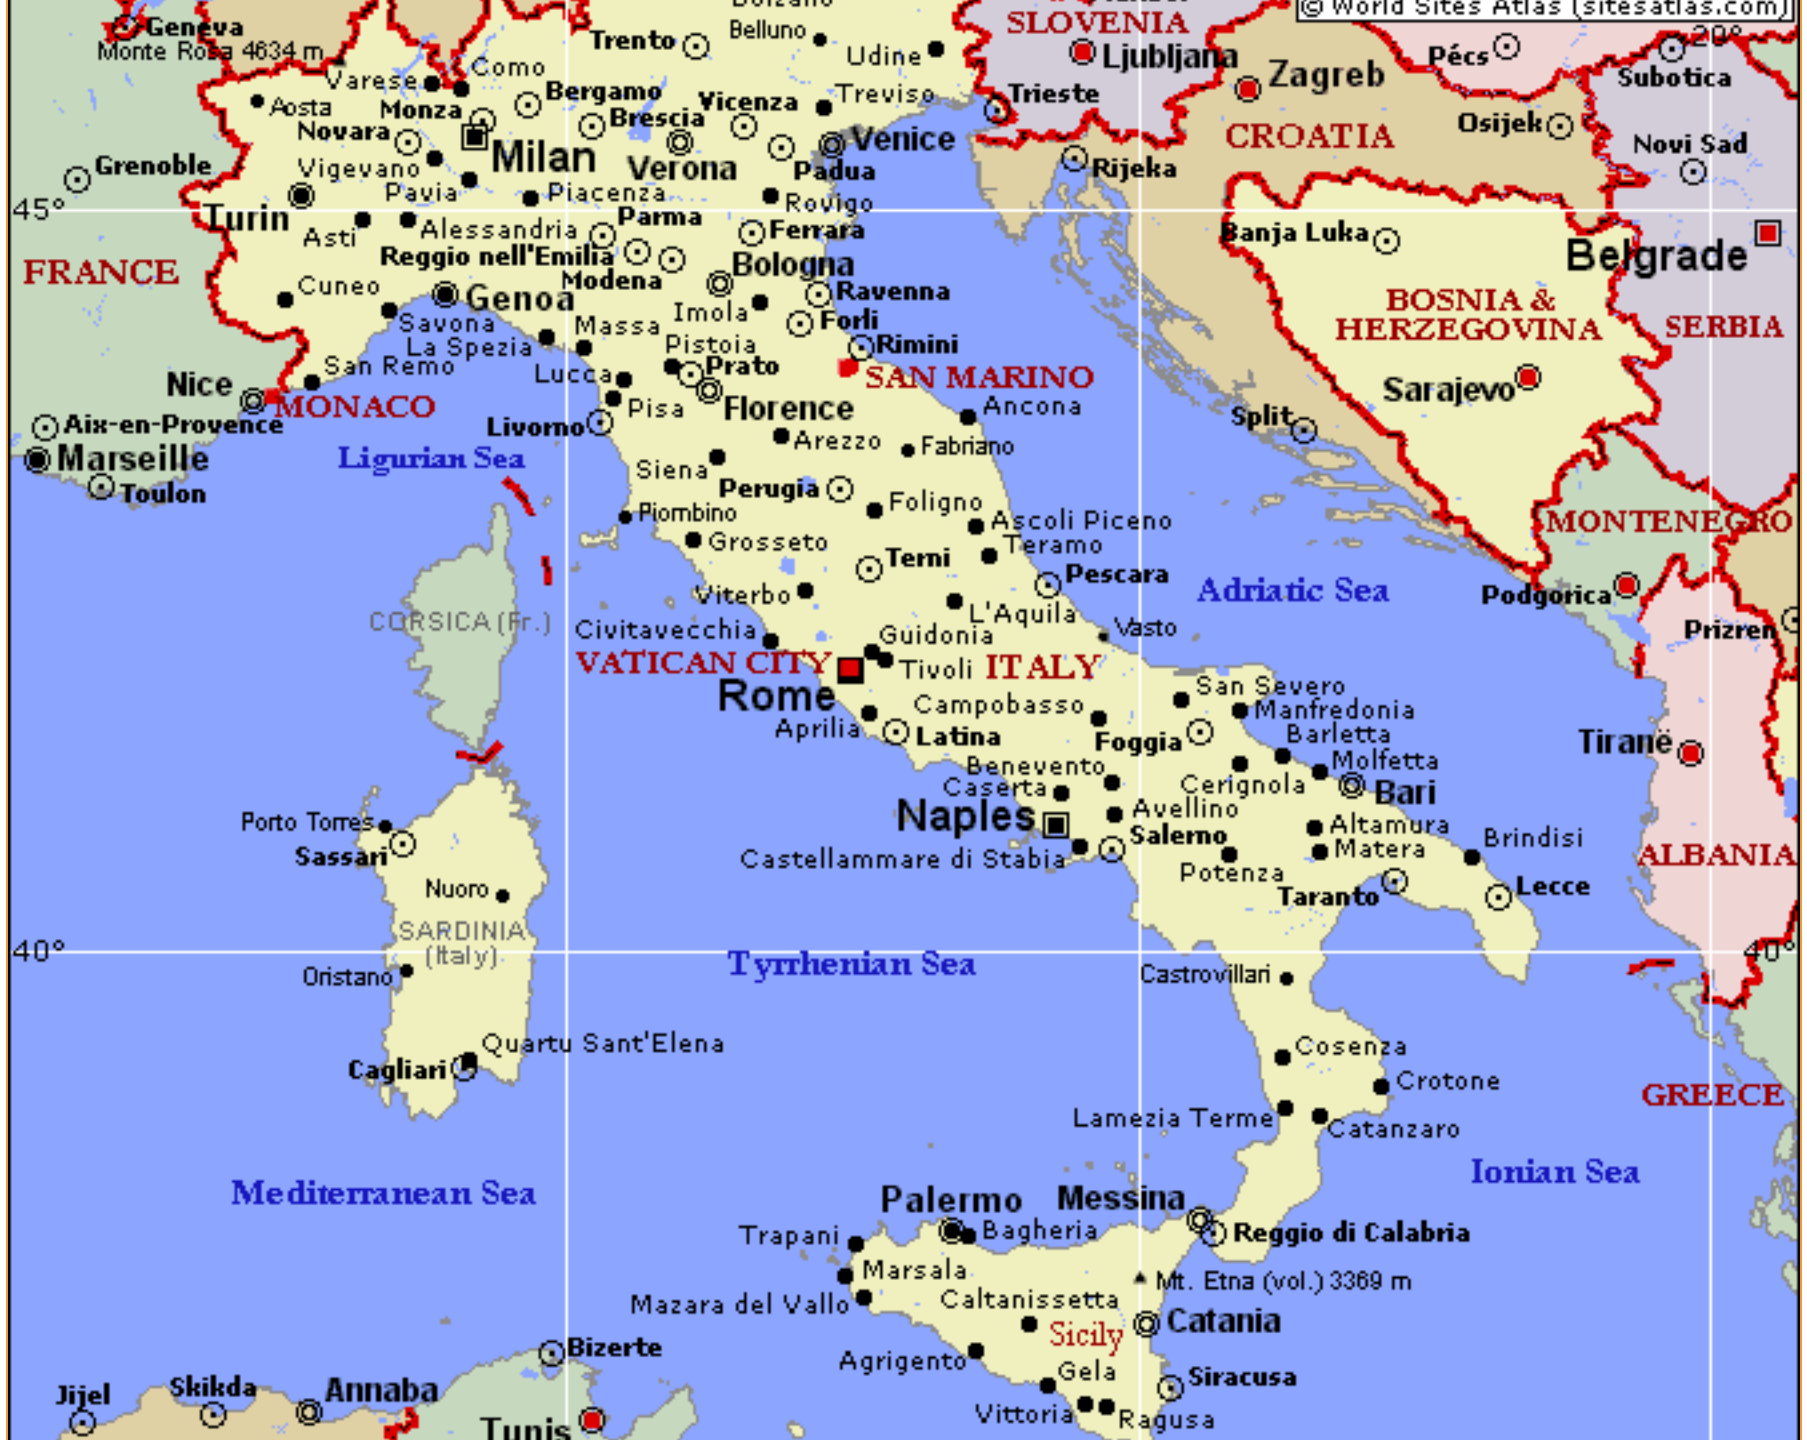 Bolzano
© World Sites Atlas (sitesatlas.com)
Geneva
Monte Rosa 4634 m
Trento
Belluno
Udine
SLOVENIA
Ljubljana
Pécs
20°
Subotica
Varese
Como
Zagreb
Aosta
Monza
Bergamo
Vicenza
Treviso
Trieste
Novara
Brescia
CROATIA
Osijek
Novi Sad
Milan
Verona
Venice
Grenoble
Vigevano
Padua
Rijeka
Pavia
Piacenza
Rovigo
45°
Turin
Asti
Alessandria
Parma
Ferrara
Banja Luka
Belgrade
Reggio nell'Emilia
Bologna
FRANCE
Modena
Cuneo
Genoa
Ravenna
BOSNIA &
HERZEGOVINA
Imola
Forli
Savona
Massa
SERBIA
La Spezia
Pistoia
Rimini
San Remo
Lucca
Prato
SAN MARINO
Nice
MONACO
Pisa
Florence
Ancona
Sarajevo
Aix-en-Provence
Livorno
Split
Marseille
Ligurian Sea
Arezzo
Fabriano
Siena
Toulon
Perugia
Foligno
Piombino
Ascoli Piceno
MONTENEGRO
Grosseto
Teramo
Terni
Pescara
Adriatic Sea
Podgorica
Viterbo
L'Aquila
CORSICA (Fr.)
Civitavecchia
Guidonia
Vasto
Prizren
VATICAN CITY
Tivoli
ITALY
Rome
San Severo
Campobasso
Manfredonia
Aprilia
Latina
Foggia
Barletta
Tiranë
Benevento
Molfetta
Caserta
Cerignola
Bari
Naples
Avellino
Porto Torres
Salerno
Altamura
Brindisi
Sassari
Castellammare di Stabia
Matera
ALBANIA
Potenza
Nuoro
Taranto
Lecce
SARDINIA
(Italy)
40°
40°
Tyrrhenian Sea
Oristano
Castrovillari
Quartu Sant'Elena
Cosenza
Cagliari
Crotone
GREECE
Lamezia Terme
Catanzaro
Ionian Sea
Mediterranean Sea
Palermo
Messina
Trapani
Bagheria
Reggio di Calabria
Marsala
Mt. Etna (vol.) 3369 m
Mazara del Vallo
Caltanissetta
Catania
Sicily
Bizerte
Agrigento
Gela
Siracusa
Jijel
Skikda
Annaba
Vittoria
Ragusa
Tunis